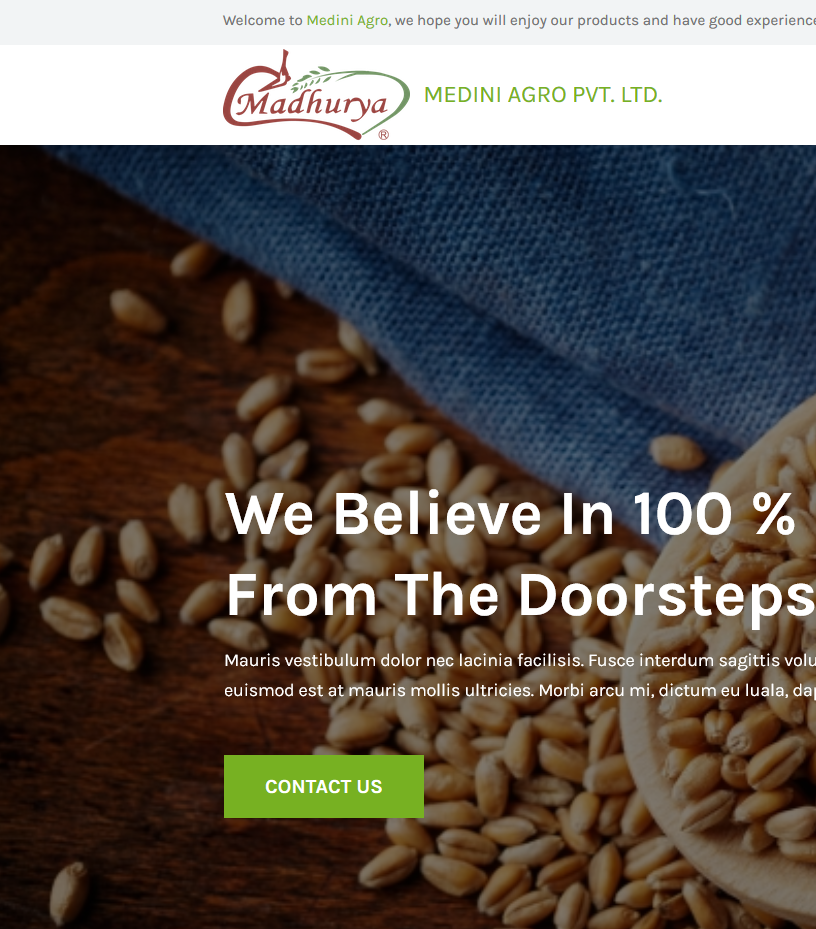 Welcome to Medini Agro, we hope you will enjoy our products and have good experience
Madhurya
®
MEDINI AGRO PVT. LTD.
We Believe In 100 %
From The Doorsteps
Mauris vestibulum dolor nec lacinia facilisis. Fusce interdum sagittis volu
euismod est at mauris mollis ultricies. Morbi arcu mi, dictum eu luala, dap
CONTACT US